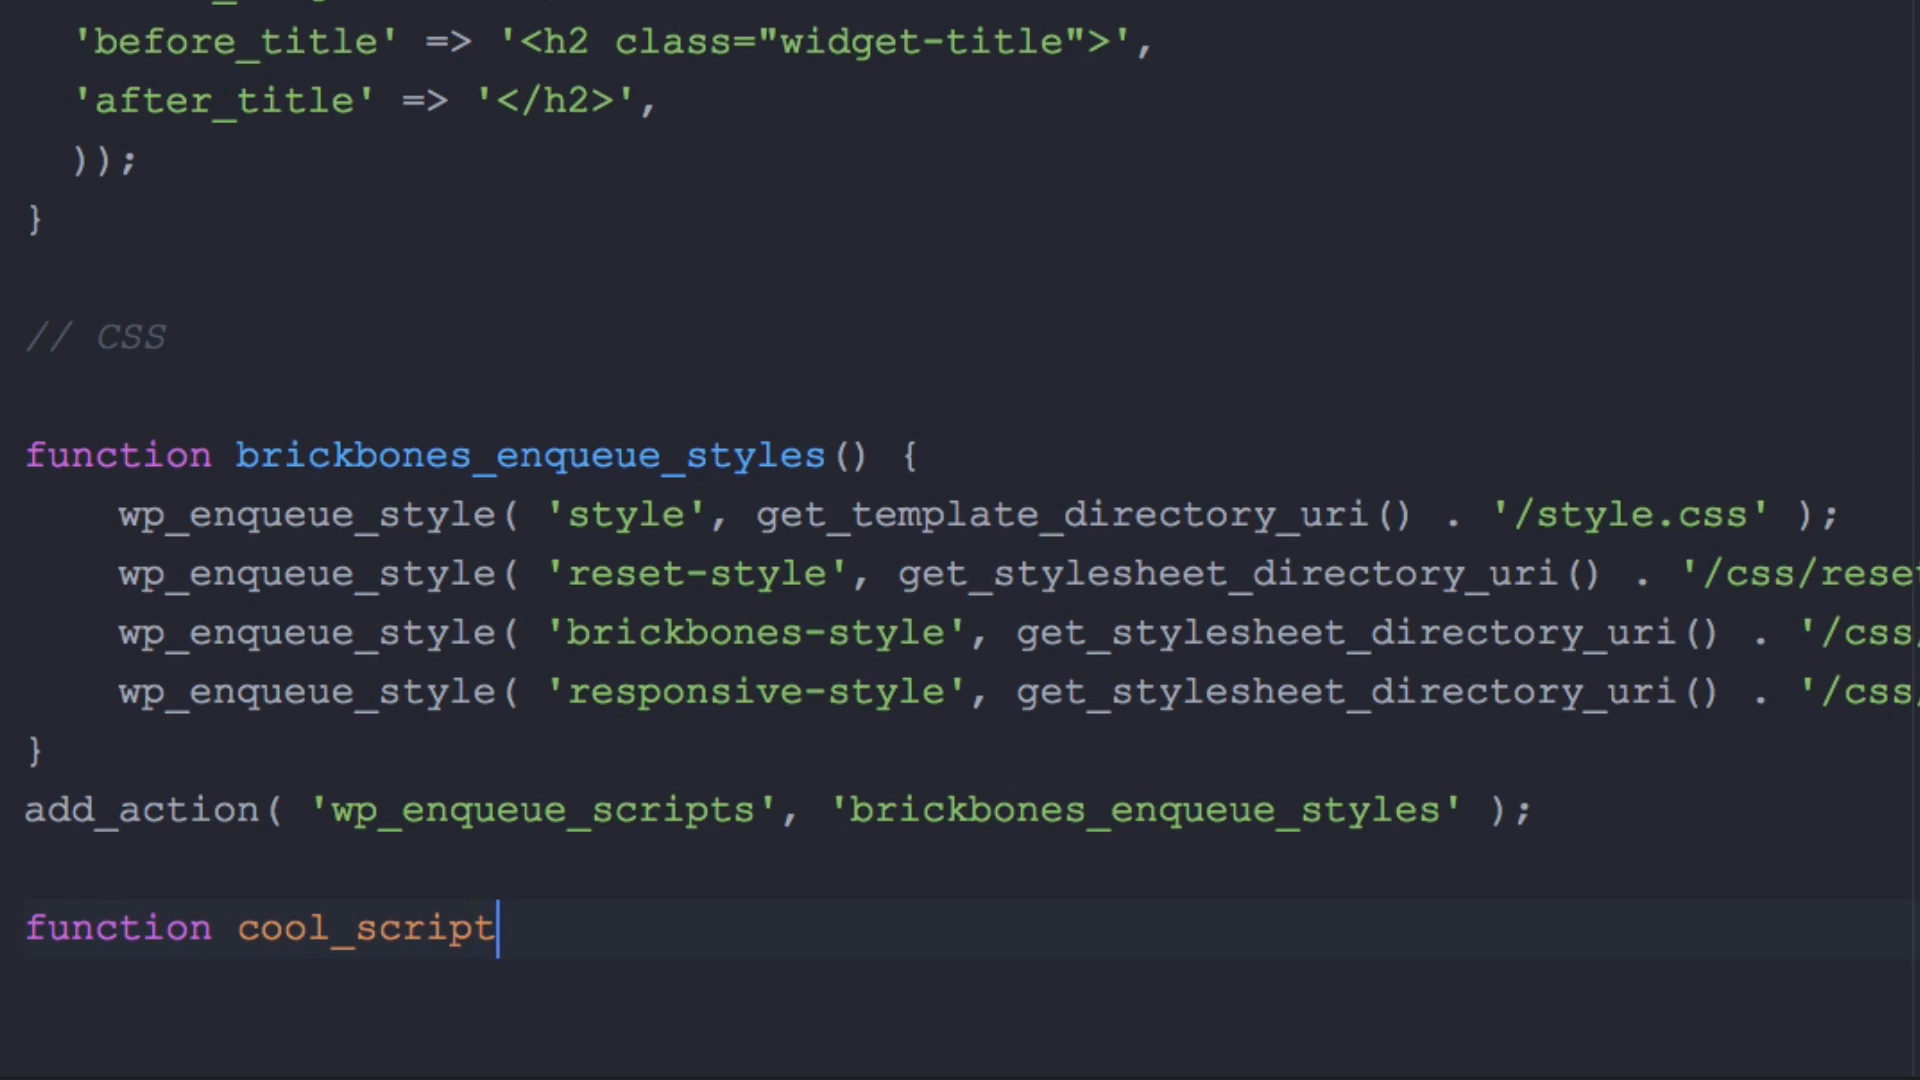 'before_title' => '<h2 class="widget-title">',
'after_title' => '</h2>',
));
}
// CSS
function brickbones_enqueue_styles() {
wp_enqueue_style( 'style', get_template_directory_uri() . '/style.css' );
wp_enqueue_style( 'reset-style', get_stylesheet_directory_uri() . '/css/rese
wp_enqueue_style( 'brickbones-style', get_stylesheet_directory_uri() . '/css/
wp_enqueue_style( 'responsive-style', get_stylesheet_directory_uri() . '/css/
}
add_action( 'wp_enqueue_scripts', 'brickbones_enqueue_styles' );
function cool_script